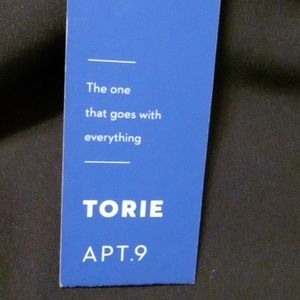 The one
that goes with
everything
TORIE
APT.9